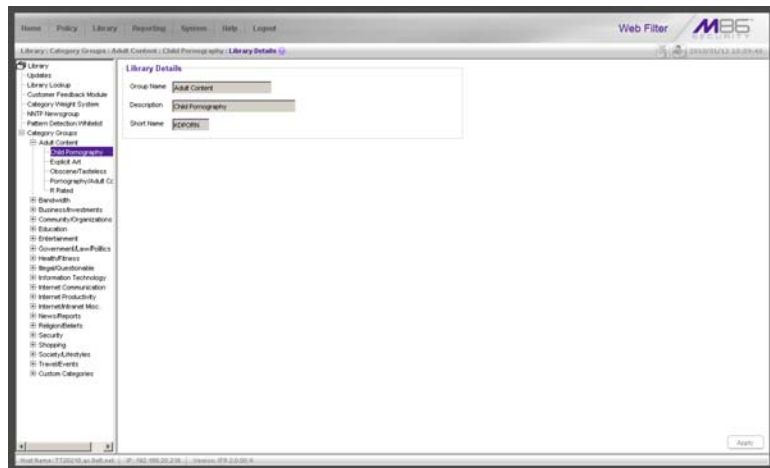 Home Policy Library Reporting System Help Logout
Web Filter
M86
SECURITY
Library : Category Groups : Adult Content : Child Pornography : Library Details
Library
Updates
Library Lookup
Customer Feedback Module
Category Weight System
NNTP Newsgroup
Pattern Detection Whitelist
Category Groups
Adult Content
Child Pornography
Explicit Art
Obscene/Tasteless
Pornography/Adult Co
R Rated
Bandwidth
Business/Investments
Community/Organizations
Education
Entertainment
Government/Law/Politics
Health/Fitness
Illegal/Questionable
Information Technology
Internet Communication
Internet Productivity
Internet/Intranet Misc.
News/Reports
Religion/Beliefs
Security
Shopping
Society/Lifestyles
Travel/Events
Custom Categories
Library Details
Group Name Adult Content
Description Child Pornography
Short Name KDPORN
Apply